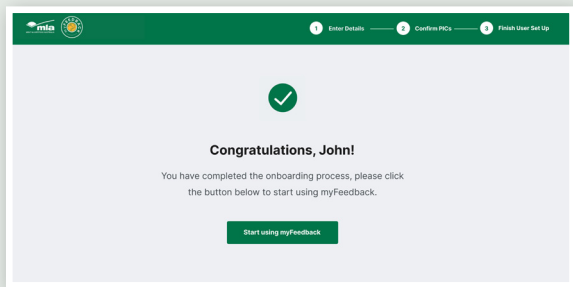 mla
1 Enter Details 2 Confirm PICs 3 Finish User Set Up
Congratulations, John!
You have completed the onboarding process, please click
the button below to start using myFeedback.
Start using myFeedback